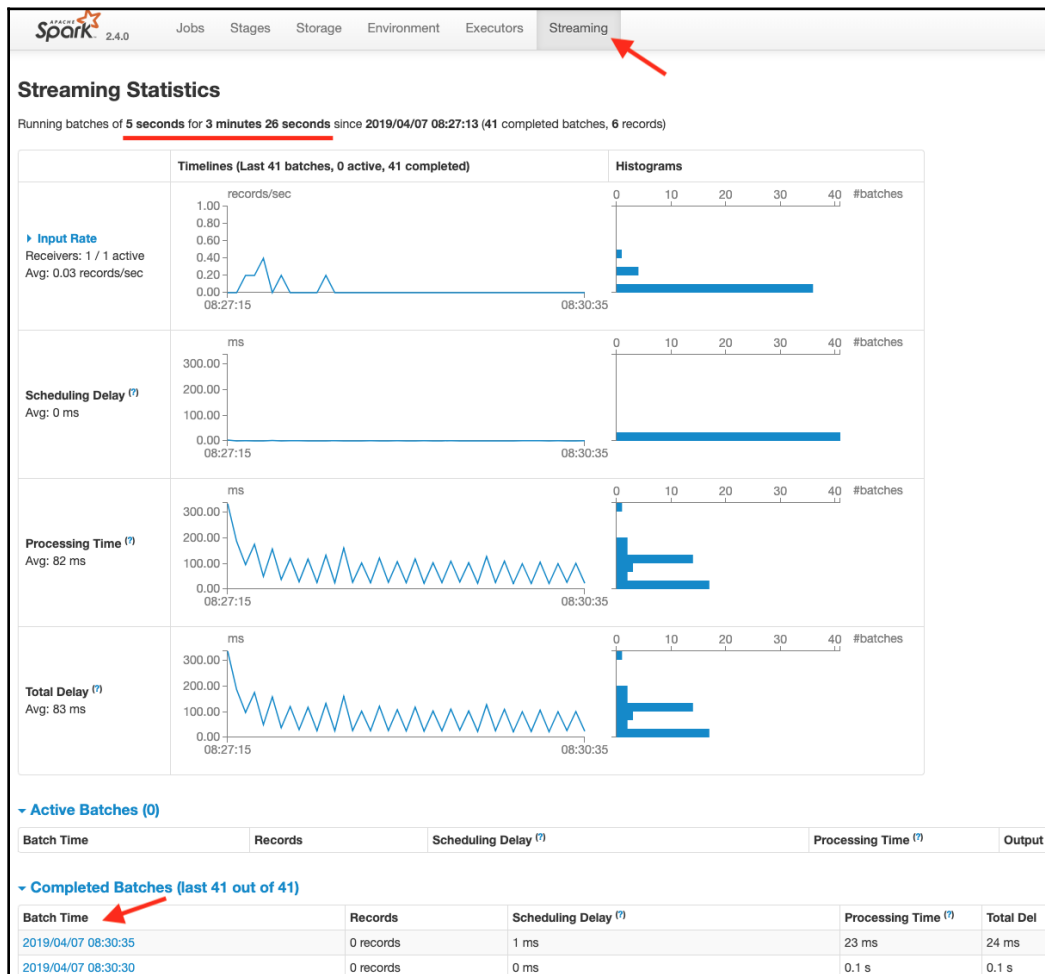 APACHE Spark 2.4.0 Jobs Stages Storage Environment Executors Streaming
Streaming Statistics
Running batches of 5 seconds for 3 minutes 26 seconds since 2019/04/07 08:27:13 (41 completed batches, 6 records)
Timelines (Last 41 batches, 0 active, 41 completed) Histograms
Input Rate
Receivers: 1 / 1 active
Avg: 0.03 records/sec
records/sec
1.00
0.80
0.60
0.40
0.20
0.00
08:27:15 08:30:35
0 10 20 30 40 #batches
Scheduling Delay (?)
Avg: 0 ms
ms
300.00
200.00
100.00
0.00
08:27:15 08:30:35
0 10 20 30 40 #batches
Processing Time (?)
Avg: 82 ms
ms
300.00
200.00
100.00
0.00
08:27:15 08:30:35
0 10 20 30 40 #batches
Total Delay (?)
Avg: 83 ms
ms
300.00
200.00
100.00
0.00
08:27:15 08:30:35
0 10 20 30 40 #batches
Active Batches (0)
Batch Time Records Scheduling Delay (?) Processing Time (?) Output
Completed Batches (last 41 out of 41)
Batch Time Records Scheduling Delay (?) Processing Time (?) Total Del
2019/04/07 08:30:35 0 records 1 ms 23 ms 24 ms
2019/04/07 08:30:30 0 records 0 ms 0.1 s 0.1 s